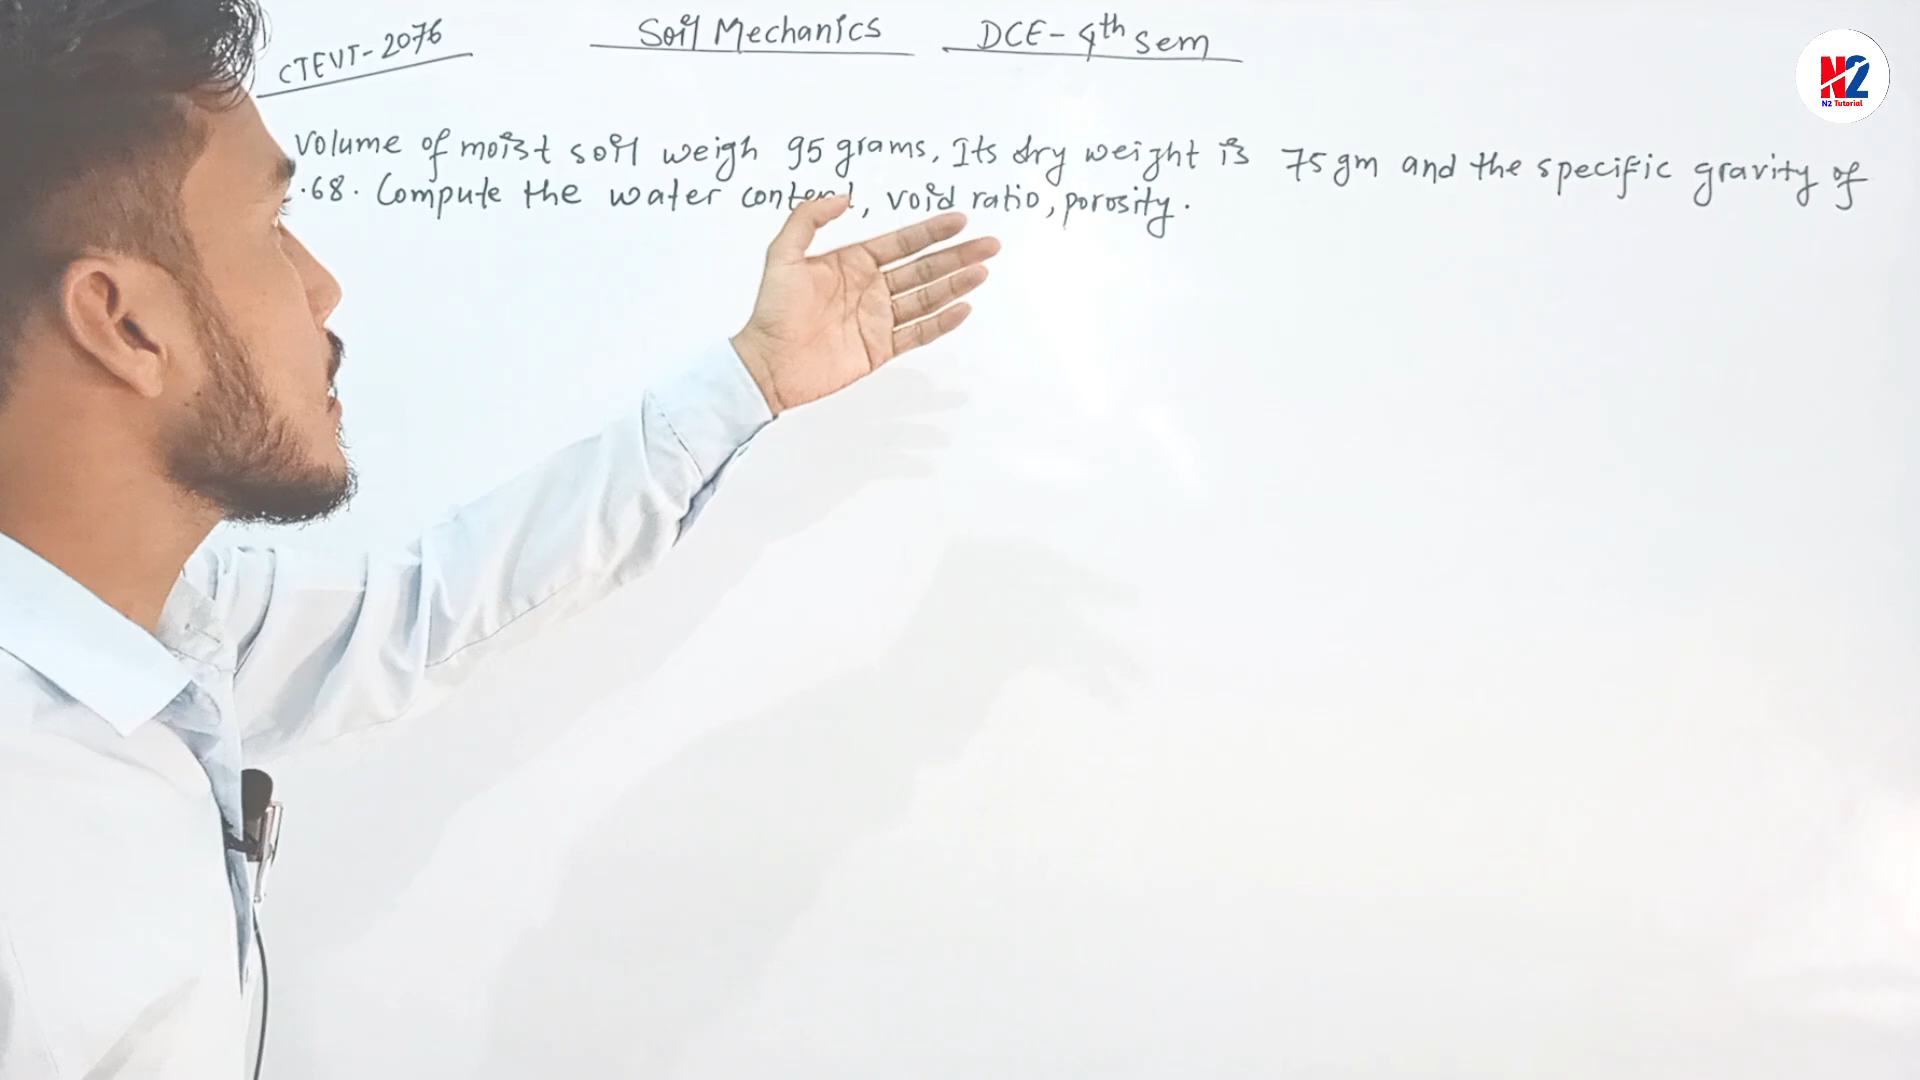 CTEVT-2076
Soil Mechanics
DCE-4th sem
N2
N2 Tutorial
volume of moist soil weigh 95 grams. Its dry weight is 75 gm and the specific gravity of
.68. Compute the water content, void ratio, porosity.